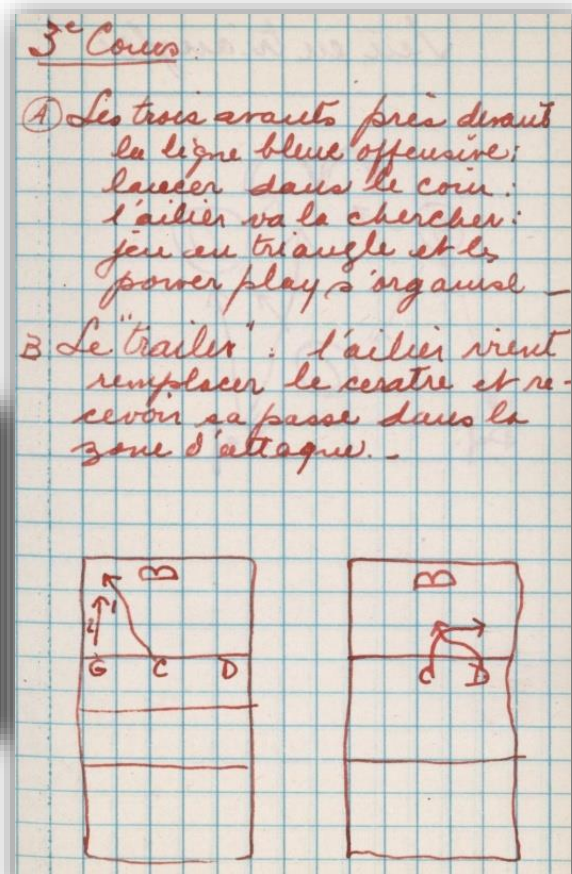 3e Cours
A Les trois avants près devant
la ligne bleue offensive;
lancer dans le coin:
l'ailier va la chercher:
jeu en triangle et le
power play s'organise –
B Le "trailer": l'ailier vient
remplacer le centre et re-
cevoir sa passe dans la
zone d'attaque. –
B B
1
2
G C D C D